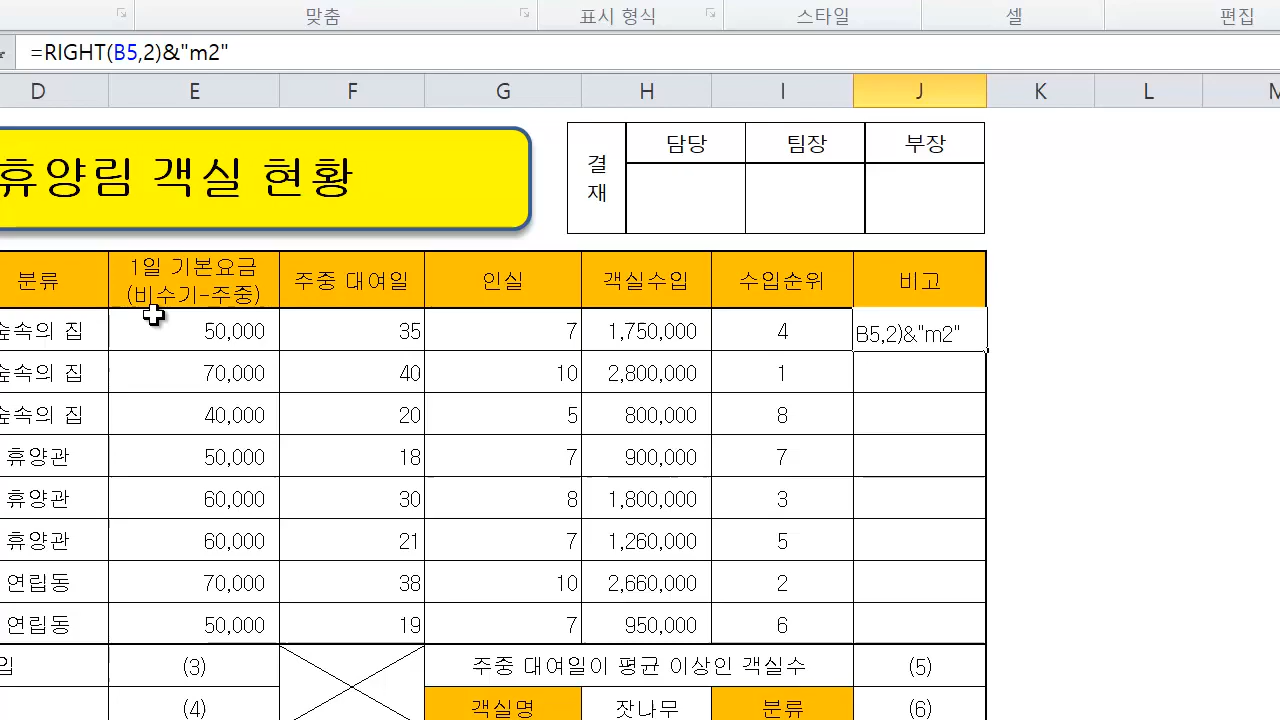 맞춤 표시 형식 스타일 셀 편집
=RIGHT(B5,2)&"m2"
D E F G H I J K L M
휴양림 객실 현황
결재 담당 팀장 부장
분류 1일 기본요금 (비수기-주중) 주중 대여일 인실 객실수입 수입순위 비고
숲속의 집 50,000 35 7 1,750,000 4 B5,2)&"m2"
숲속의 집 70,000 40 10 2,800,000 1
숲속의 집 40,000 20 5 800,000 8
휴양관 50,000 18 7 900,000 7
휴양관 60,000 30 8 1,800,000 3
휴양관 60,000 21 7 1,260,000 5
연립동 70,000 38 10 2,660,000 2
연립동 50,000 19 7 950,000 6
입 (3) 주중 대여일이 평균 이상인 객실수 (5)
(4) 객실명 잣나무 분류 (6)